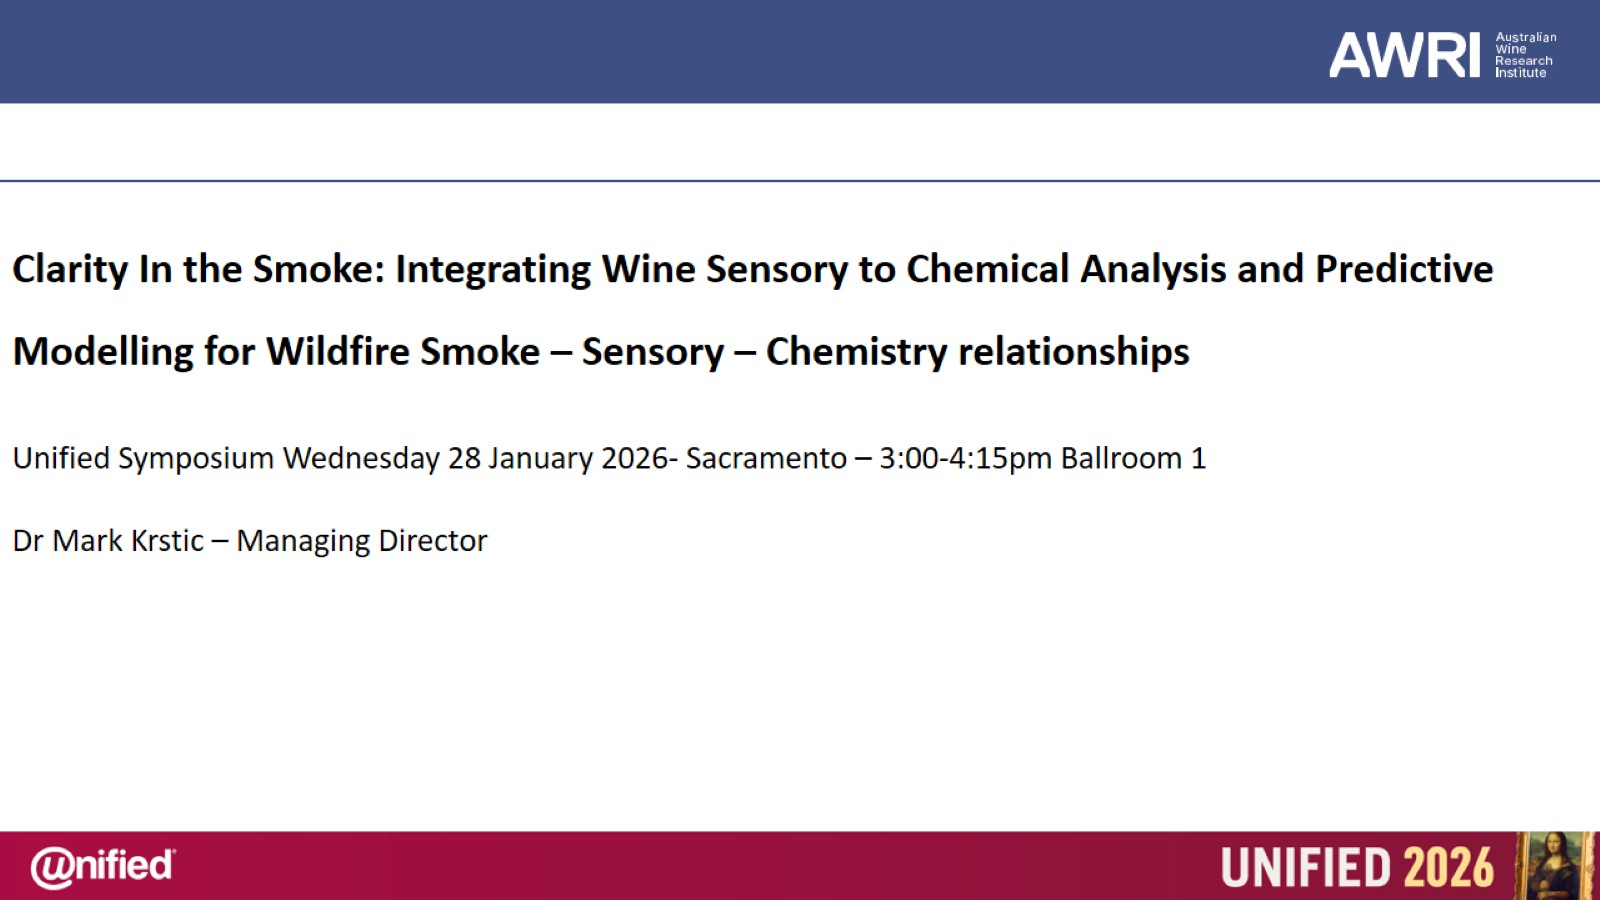 AWRI
Australian
Wine
Research
Institute
Clarity In the Smoke: Integrating Wine Sensory to Chemical Analysis and Predictive
Modelling for Wildfire Smoke – Sensory – Chemistry relationships
Unified Symposium Wednesday 28 January 2026- Sacramento – 3:00-4:15pm Ballroom 1
Dr Mark Krstic – Managing Director
unified
UNIFIED 2026